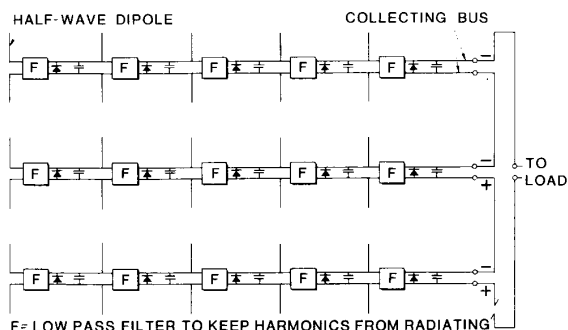 HALF-WAVE DIPOLE
COLLECTING BUS
F F F F F −
F F F F F − TO
+ LOAD
F F F F F −
+
F= LOW PASS FILTER TO KEEP HARMONICS FROM RADIATING